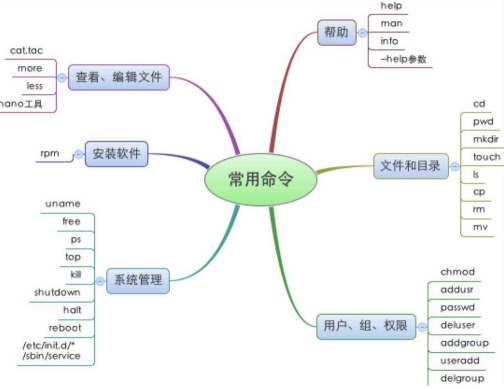 常用命令
帮助
help
man
info
--help参数
文件和目录
cd
pwd
mkdir
touch
ls
cp
rm
mv
用户、组、权限
chmod
addusr
passwd
deluser
addgroup
useradd
delgroup
查看、编辑文件
cat.tac
more
less
nano工具
安装软件
rpm
系统管理
uname
free
ps
top
kill
shutdown
halt
reboot
/etc/init.d/*
/sbin/service